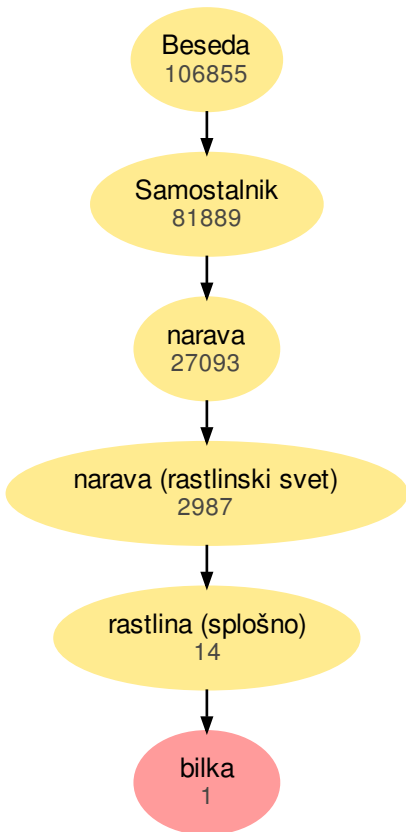 Beseda
106855
Samostalnik
81889
narava
27093
narava (rastlinski svet)
2987
rastlina (splošno)
14
bilka
1